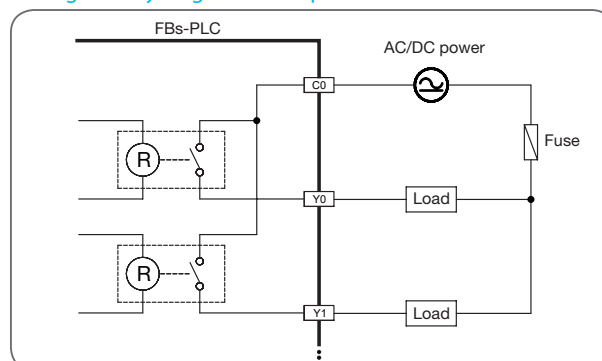 FBs-PLC
AC/DC power
C0
Fuse
R
Y0
Load
R
Y1
Load